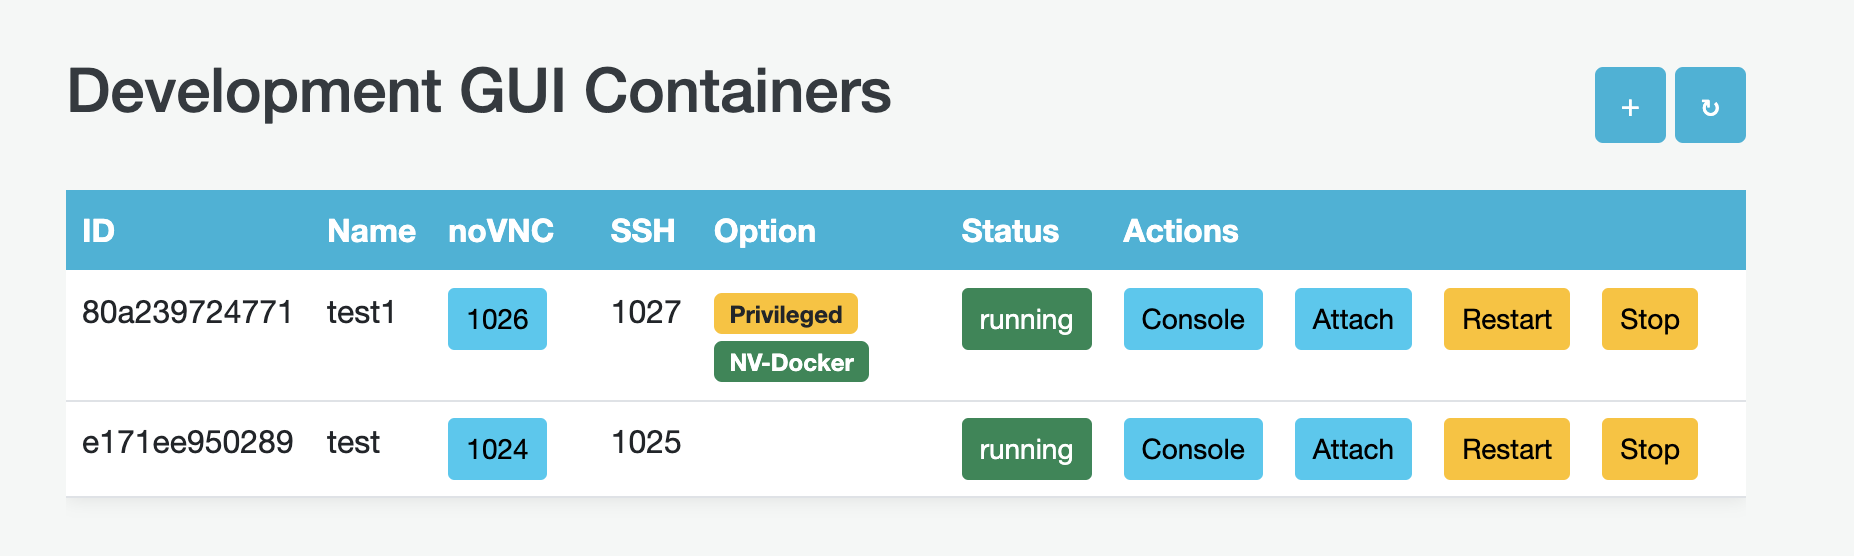 Development GUI Containers
+ ↻
ID Name noVNC SSH Option Status Actions
80a239724771 test1 1026 1027 Privileged running Console Attach Restart Stop
NV-Docker
e171ee950289 test 1024 1025 running Console Attach Restart Stop